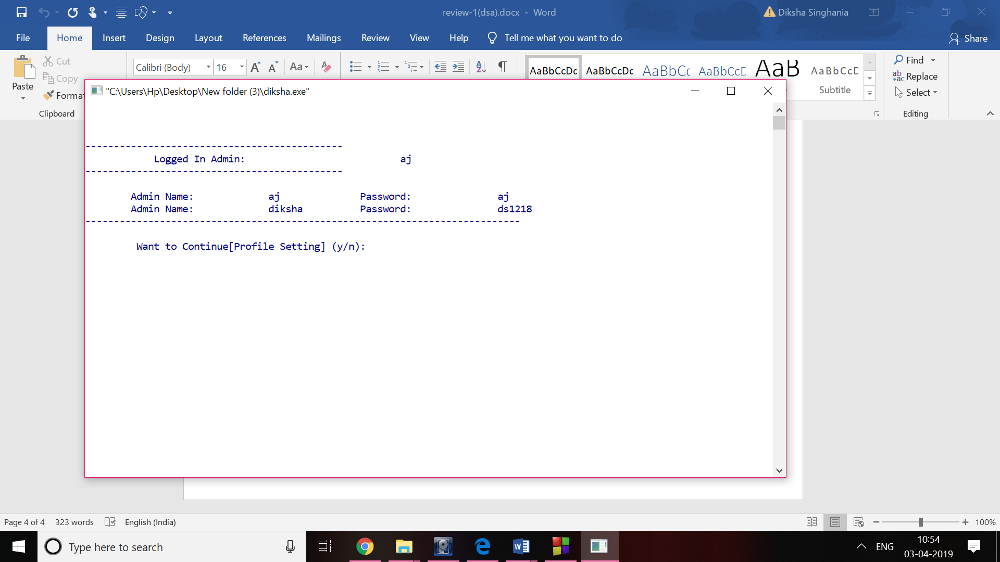 review-1(dsa).docx - Word
Diksha Singhania
File Home Insert Design Layout References Mailings Review View Help Tell me what you want to do Share
Paste
Cut
Copy
Format
Clipboard
Calibri (Body) 16
Aa
AaBbCcDc AaBbCcDc AaBbCc AaBbCcD AaB AaBbCcD
Subtitle
Find
Replace
Select
Editing
"C:\Users\Hp\Desktop\New folder (3)\diksha.exe"
---------------------------------------------
Logged In Admin: aj
---------------------------------------------
Admin Name: aj Password: aj
Admin Name: diksha Password: ds1218
----------------------------------------------------------------------------
Want to Continue[Profile Setting] (y/n):
Page 4 of 4 323 words English (India) 100%
Type here to search
ENG
10:54
03-04-2019